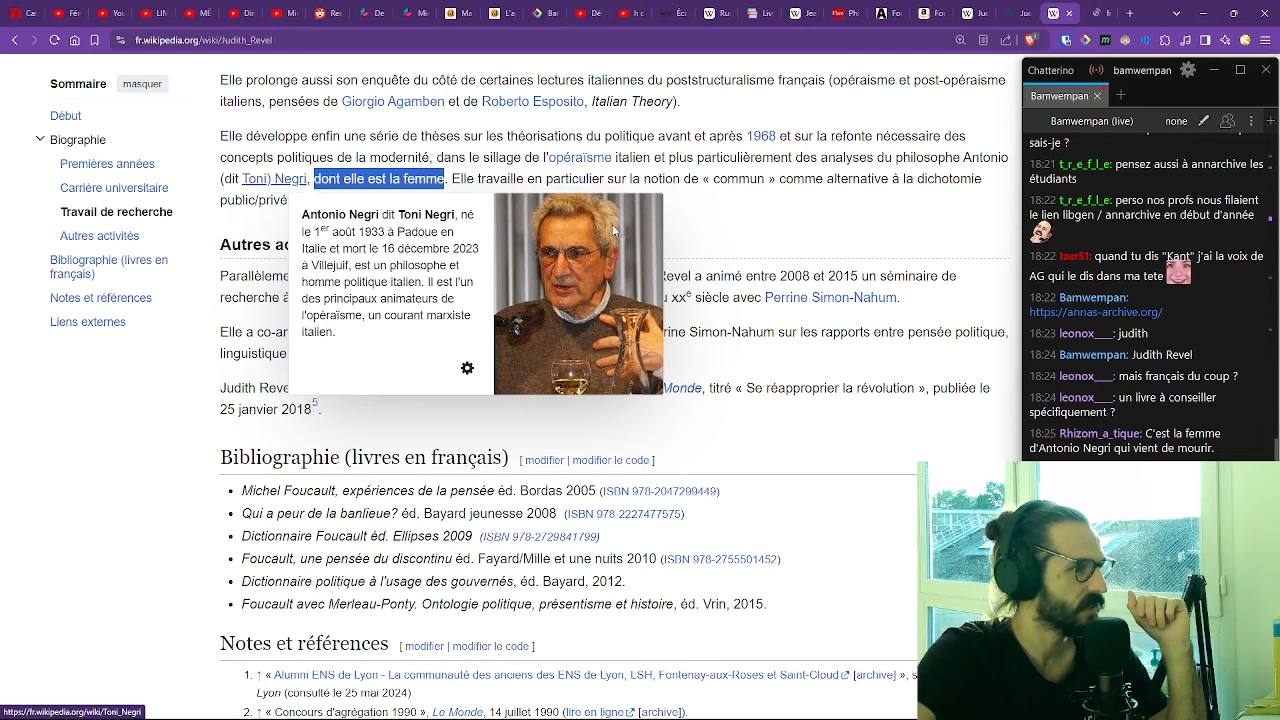 fr.wikipedia.org/wiki/Judith_Revel
Sommaire masquer
Début
Biographie
Premières années
Carrière universitaire
Travail de recherche
Autres activités
Bibliographie (livres en
français)
Notes et références
Liens externes
Elle prolonge aussi son enquête du côté de certaines lectures italiennes du poststructuralisme français (opéraisme et post-opéraisme
italiens, pensées de Giorgio Agamben et de Roberto Esposito, Italian Theory).
Elle développe enfin une série de thèses sur les théorisations du politique avant et après 1968 et sur la refonte nécessaire des
concepts politiques de la modernité, dans le sillage de l'opéraïsme italien et plus particulièrement des analyses du philosophe Antonio
(dit Toni) Negri, dont elle est la femme. Elle travaille en particulier sur la notion de « commun » comme alternative à la dichotomie
public/privé
Antonio Negri dit Toni Negri, né
le 1er août 1933 à Padoue en
Italie et mort le 16 décembre 2023
à Villejuif, est un philosophe et
homme politique italien. Il est l'un
des principaux animateurs de
l'opéraïsme, un courant marxiste
italien.
Autres ac
Parallèleme
Revel a animé entre 2008 et 2015 un séminaire de
recherche à
xxe siècle avec Perrine Simon-Nahum.
Elle a co-an
rine Simon-Nahum sur les rapports entre pensée politique,
linguistique
Judith Reve
Monde, titré « Se réapproprier la révolution », publiée le
25 janvier 20185.
Bibliographie (livres en français) [ modifier | modifier le code ]
Michel Foucault, expériences de la pensée éd. Bordas 2005 (ISBN 978-2047299449)
Qui a peur de la banlieue? éd. Bayard jeunesse 2008 (ISBN 978-2227477575)
Dictionnaire Foucault éd. Ellipses 2009 (ISBN 978-2729841799)
Foucault, une pensée du discontinu éd. Fayard/Mille et une nuits 2010 (ISBN 978-2755501452)
Dictionnaire politique à l'usage des gouvernés, éd. Bayard, 2012.
Foucault avec Merleau-Ponty. Ontologie politique, présentisme et histoire, éd. Vrin, 2015.
Notes et références [ modifier | modifier le code ]
1. ↑ « Alumni ENS de Lyon - La communauté des anciens des ENS de Lyon, LSH, Fontenay-aux-Roses et Saint-Cloud [archive] », s
Lyon (consulté le 25 mai 2024)
2. ↑ « Concours d'agrégation 1990 », Le Monde, 14 juillet 1990 (lire en ligne [archive]).
https://fr.wikipedia.org/wiki/Toni_Negri
Chatterino bamwempan
Bamwempan
Bamwempan (live) none
sais-je ?
18:21 t_r_e_f_l_e: pensez aussi à annarchive les
étudiants
18:21 t_r_e_f_l_e: perso nos profs nous filaient
le lien libgen / annarchive en début d'année
18:22 Izer51: quand tu dis "Kant" j'ai la voix de
AG qui le dis dans ma tete
18:22 Bamwempan:
https://annas-archive.org/
18:23 leonox___: judith
18:24 Bamwempan: Judith Revel
18:24 leonox___: mais français du coup ?
18:24 leonox___: un livre à conseiller
spécifiquement ?
18:25 Rhizom_a_tique: C'est la femme
d'Antonio Negri qui vient de mourir.